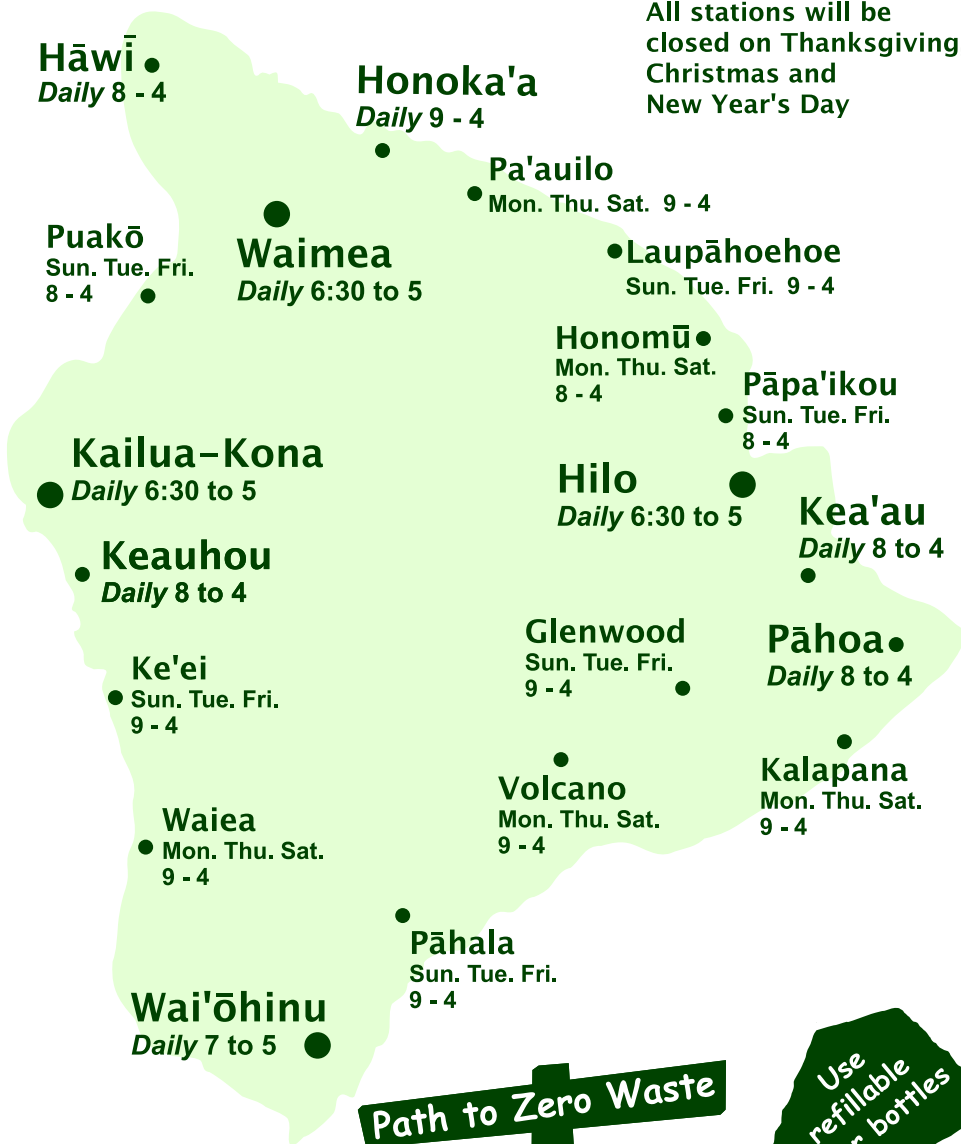 All stations will be
closed on Thanksgiving
Christmas and
New Year's Day
Hāwī
Daily 8 - 4
Honoka'a
Daily 9 - 4
Pa'auilo
Mon. Thu. Sat. 9 - 4
Puakō
Sun. Tue. Fri.
8 - 4
Waimea
Daily 6:30 to 5
Laupāhoehoe
Sun. Tue. Fri. 9 - 4
Honomū
Mon. Thu. Sat.
8 - 4
Pāpa'ikou
Sun. Tue. Fri.
8 - 4
Kailua-Kona
Daily 6:30 to 5
Hilo
Daily 6:30 to 5
Kea'au
Daily 8 to 4
Keauhou
Daily 8 to 4
Glenwood
Sun. Tue. Fri.
9 - 4
Pāhoa
Daily 8 to 4
Ke'ei
Sun. Tue. Fri.
9 - 4
Volcano
Mon. Thu. Sat.
9 - 4
Kalapana
Mon. Thu. Sat.
9 - 4
Waiea
Mon. Thu. Sat.
9 - 4
Pāhala
Sun. Tue. Fri.
9 - 4
Wai'ōhinu
Daily 7 to 5
Path to Zero Waste
Use
refillable
bottles